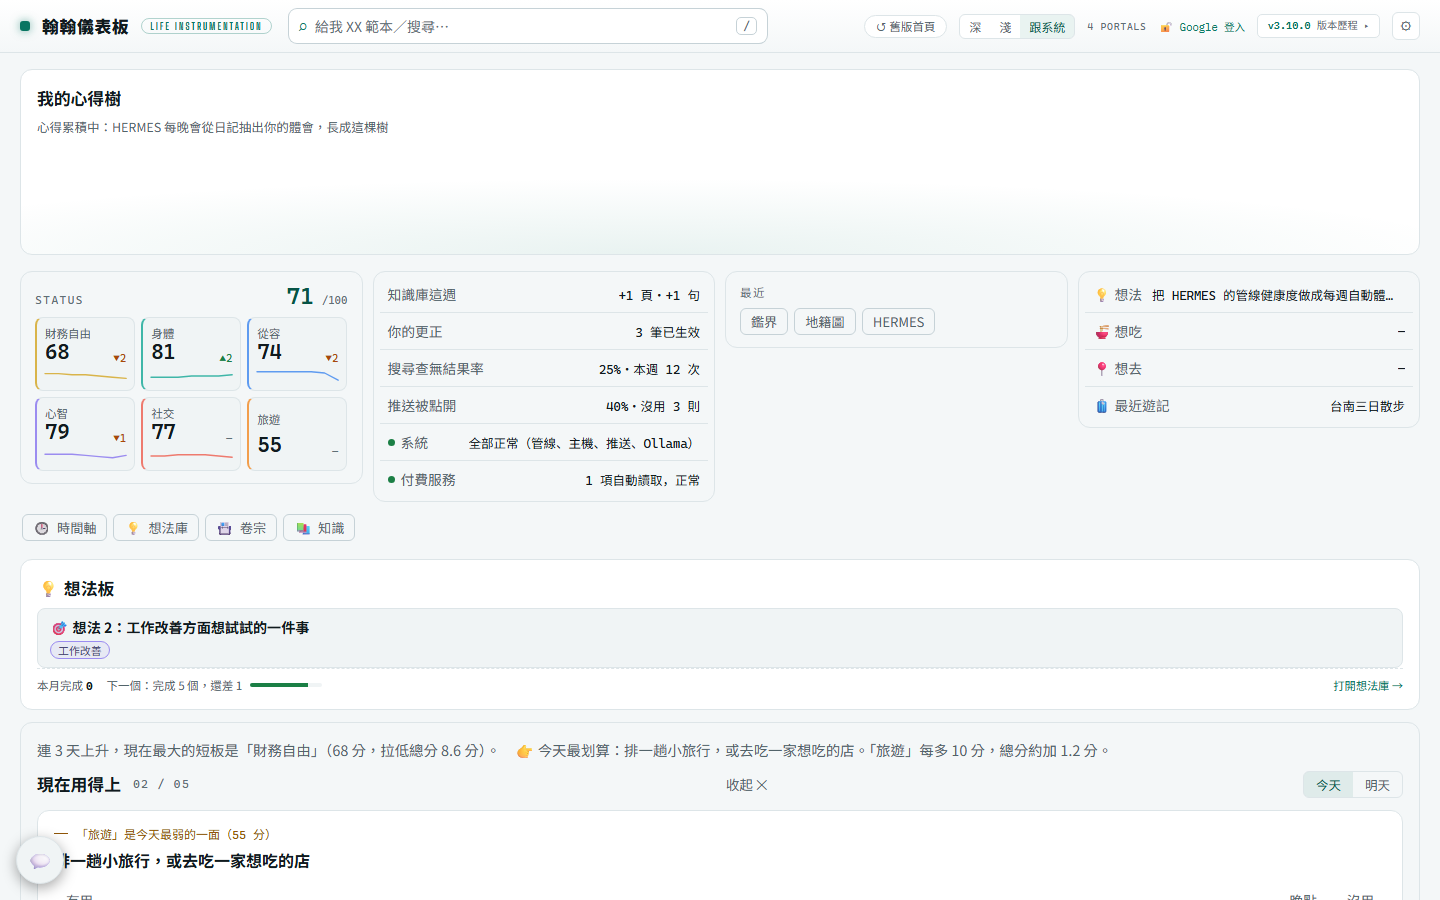 翰翰儀表板 LIFE INSTRUMENTATION 給我 XX 範本／搜尋… / ↺ 舊版首頁 深 淺 跟系統 4 PORTALS Google 登入 v3.10.0 版本歷程 ▸
我的心得樹
心得累積中：HERMES 每晚會從日記抽出你的體會，長成這棵樹
STATUS 71 /100
財務自由 68 ▼2
身體 81 ▲2
從容 74 ▼2
心智 79 ▼1
社交 77 –
旅遊 55 –
知識庫這週 +1 頁・+1 句
你的更正 3 筆已生效
搜尋查無結果率 25%・本週 12 次
推送被點開 40%・沒用 3 則
系統 全部正常（管線、主機、推送、Ollama）
付費服務 1 項自動讀取，正常
最近
鑑界 地籍圖 HERMES
想法 把 HERMES 的管線健康度做成每週自動體…
想吃 –
想去 –
最近遊記 台南三日散步
時間軸 想法庫 卷宗 知識
想法板
想法 2：工作改善方面想試試的一件事
工作改善
本月完成 0 下一個：完成 5 個，還差 1 打開想法庫 →
連 3 天上升，現在最大的短板是「財務自由」（68 分，拉低總分 8.6 分）。 今天最划算：排一趟小旅行，或去吃一家想吃的店。「旅遊」每多 10 分，總分約加 1.2 分。
現在用得上 02 / 05 收起 ✕ 今天 明天
— 「旅遊」是今天最弱的一面（55 分）
一趟小旅行，或去吃一家想吃的店